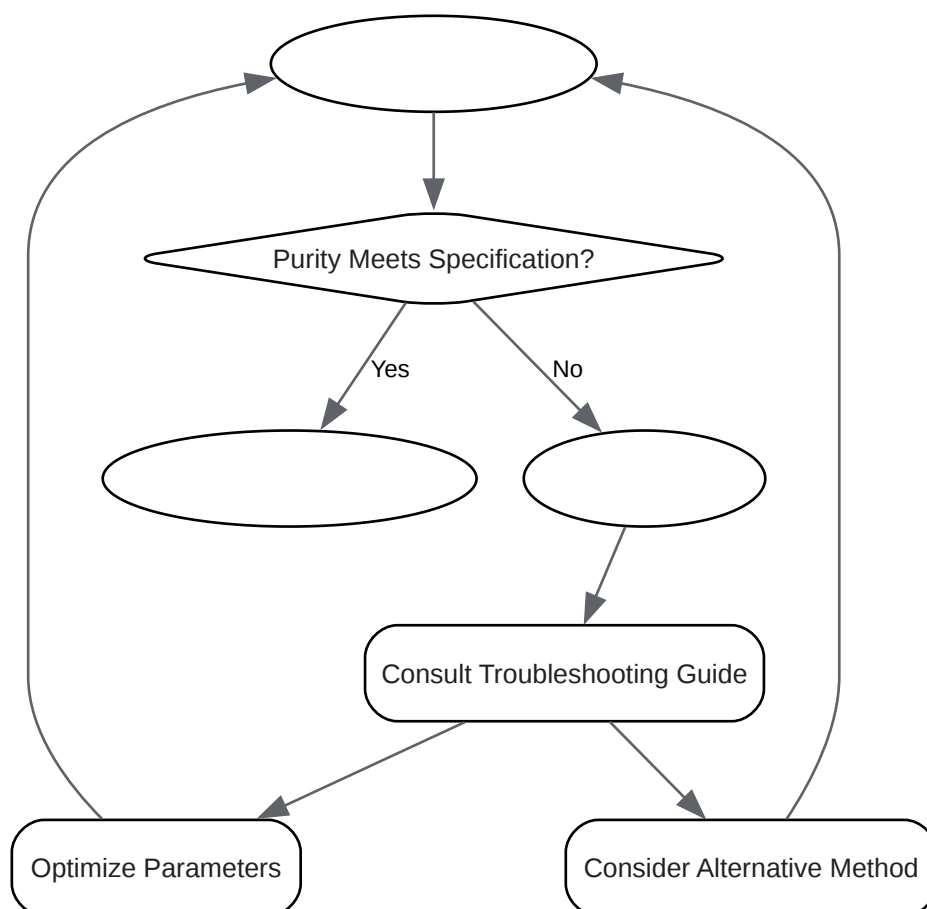 Purity Meets Specification?
Yes
No
Consult Troubleshooting Guide
Optimize Parameters
Consider Alternative Method